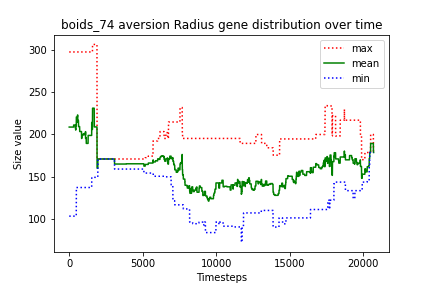 boids_74 aversion Radius gene distribution over time
max
mean
min
Size value
300
250
200
150
100
0
5000
10000
15000
20000
Timesteps